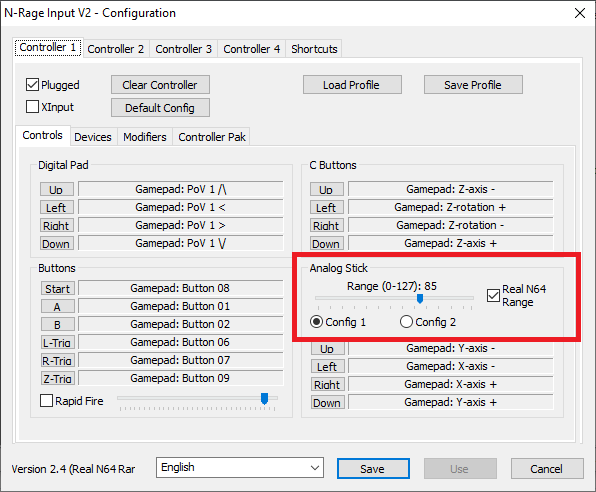 N-Rage Input V2 - Configuration
Controller 1 Controller 2 Controller 3 Controller 4 Shortcuts
Plugged Clear Controller Load Profile Save Profile
XInput Default Config
Controls Devices Modifiers Controller Pak
Digital Pad
Up Gamepad: PoV 1 /\
Left Gamepad: PoV 1 <
Right Gamepad: PoV 1 >
Down Gamepad: PoV 1 \/
Buttons
Start Gamepad: Button 08
A Gamepad: Button 01
B Gamepad: Button 02
L-Trig Gamepad: Button 06
R-Trig Gamepad: Button 07
Z-Trig Gamepad: Button 09
Rapid Fire
C Buttons
Up Gamepad: Z-axis -
Left Gamepad: Z-rotation +
Right Gamepad: Z-rotation -
Down Gamepad: Z-axis +
Analog Stick
Range (0-127): 85
Real N64
Range
Config 1 Config 2
Up Gamepad: Y-axis -
Left Gamepad: X-axis -
Right Gamepad: X-axis +
Down Gamepad: Y-axis +
Version 2.4 (Real N64 Rar English Save Use Cancel